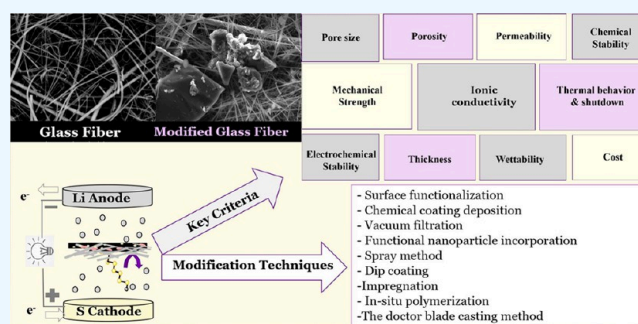 Glass Fiber
Modified Glass Fiber
Pore size
Porosity
Permeability
Chemical
Stability
Mechanical
Strength
Ionic
conductivity
Thermal behavior
& shutdown
Electrochemical
Stability
Thickness
Wettability
Cost
e-
Li Anode
−
+
e-
S Cathode
Key Criteria
Modification Techniques
- Surface functionalization
- Chemical coating deposition
- Vacuum filtration
- Functional nanoparticle incorporation
- Spray method
- Dip coating
-Impregnation
- In-situ polymerization
-The doctor blade casting method